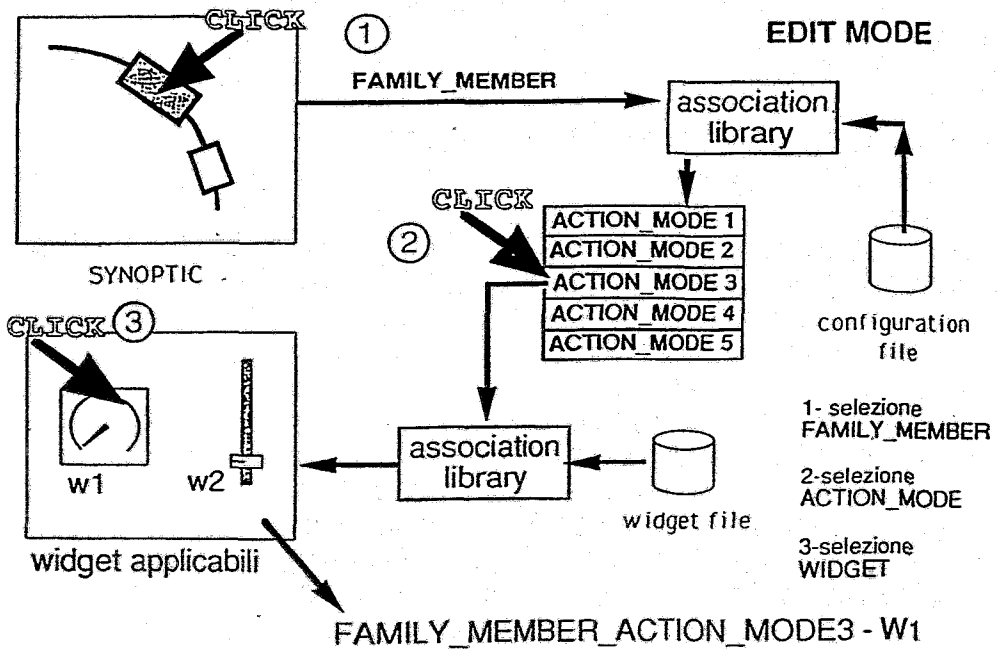 CLICK
1
EDIT MODE
FAMILY_MEMBER
association
library
CLICK
2
ACTION_MODE 1
ACTION_MODE 2
ACTION_MODE 3
ACTION_MODE 4
ACTION_MODE 5
SYNOPTIC
configuration
file
CLICK
3
w1
w2
widget applicabili
association
library
widget file
1- selezione
FAMILY_MEMBER
2-selezione
ACTION_MODE
3-selezione
WIDGET
FAMILY_MEMBER_ACTION_MODE3 - W1